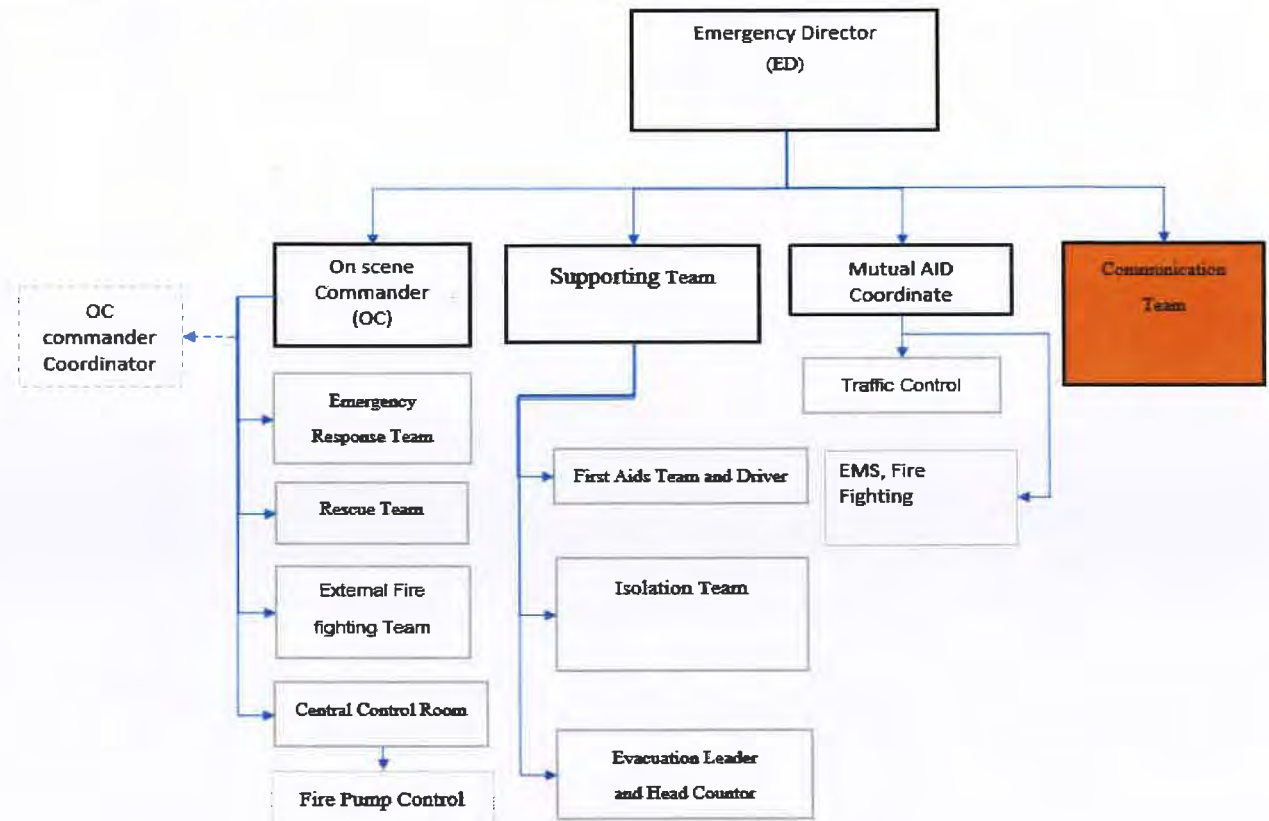 Emergency Director
(ED)
On scene
Commander
(OC)
Supporting Team
Mutual AID
Coordinate
Communication
Team
OC
commander
Coordinator
Traffic Control
Emergency
Response Team
EMS, Fire
Fighting
First Aids Team and Driver
Rescue Team
External Fire
fighting Team
Isolation Team
Central Control Room
Evacuation Leader
and Head Countor
Fire Pump Control